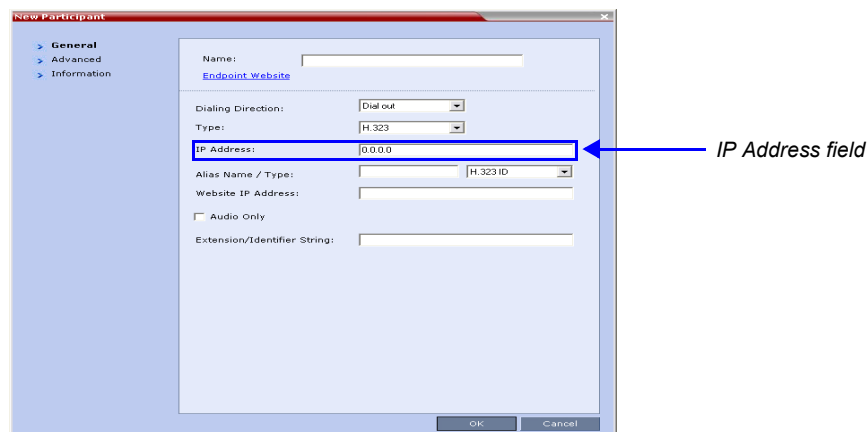 New Participant
General
Advanced
Information
Name:
Endpoint Website
Dialing Direction: Dial out
Type: H.323
IP Address: 0.0.0.0
IP Address field
Alias Name / Type: H.323 ID
Website IP Address:
Audio Only
Extension/Identifier String:
OK Cancel